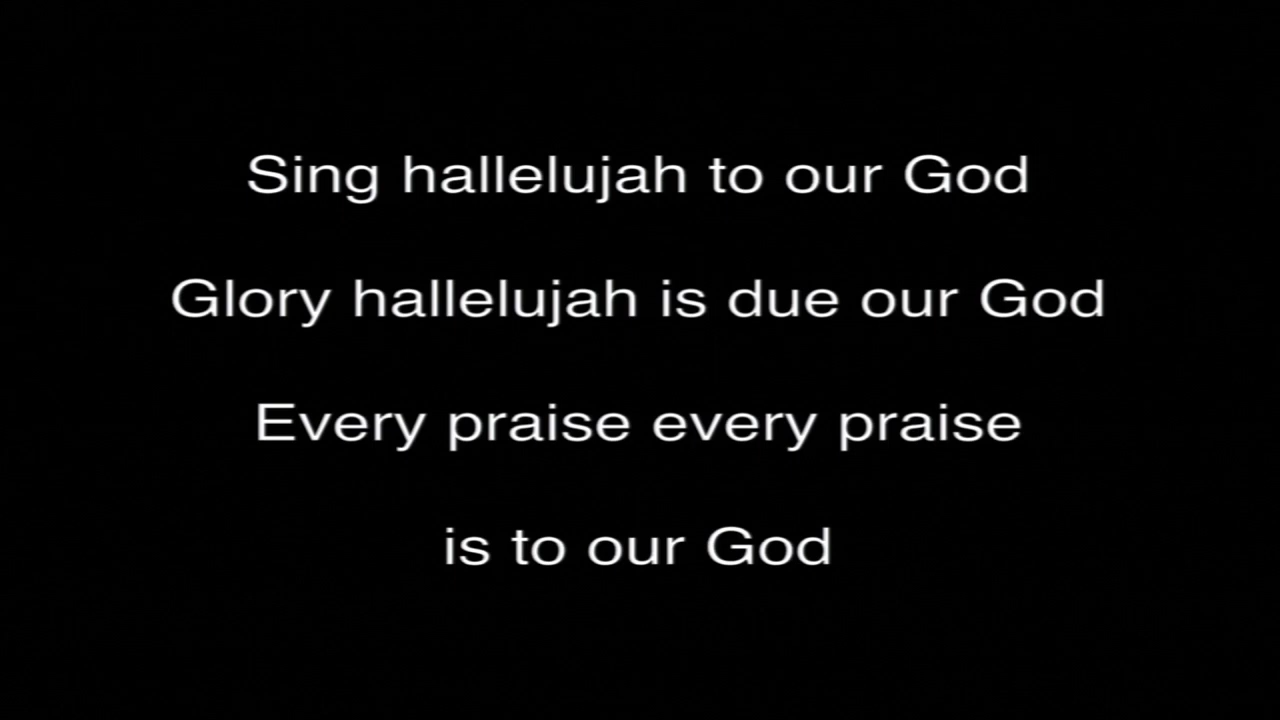 Sing hallelujah to our God
Glory hallelujah is due our God
Every praise every praise
is to our God